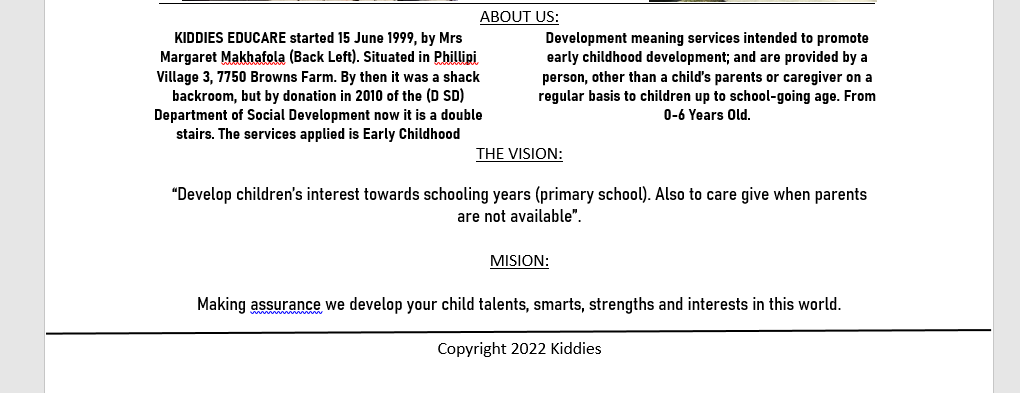 ABOUT US:
KIDDIES EDUCARE started 15 June 1999, by Mrs
Margaret Makhafola (Back Left). Situated in Phillipi
Village 3, 7750 Browns Farm. By then it was a shack
backroom, but by donation in 2010 of the (D SD)
Department of Social Development now it is a double
stairs. The services applied is Early Childhood
Development meaning services intended to promote
early childhood development; and are provided by a
person, other than a child’s parents or caregiver on a
regular basis to children up to school-going age. From
0-6 Years Old.
THE VISION:
“Develop children’s interest towards schooling years (primary school). Also to care give when parents
are not available”.
MISION:
Making assurance we develop your child talents, smarts, strengths and interests in this world.
Copyright 2022 Kiddies